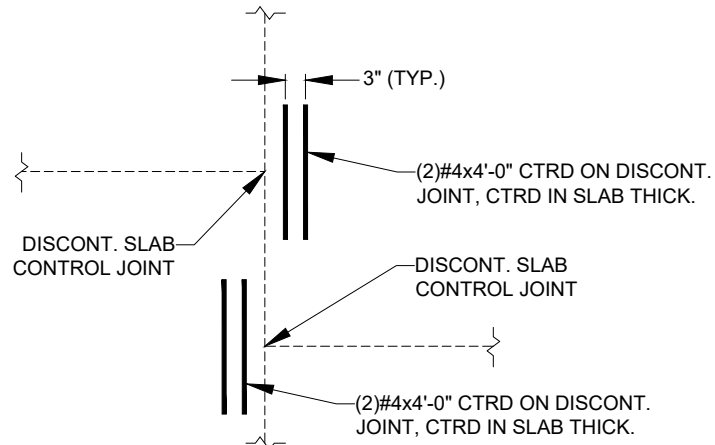 3" (TYP.)
(2)#4x4'-0" CTRD ON DISCONT.
JOINT, CTRD IN SLAB THICK.
DISCONT. SLAB
CONTROL JOINT
DISCONT. SLAB
CONTROL JOINT
(2)#4x4'-0" CTRD ON DISCONT.
JOINT, CTRD IN SLAB THICK.